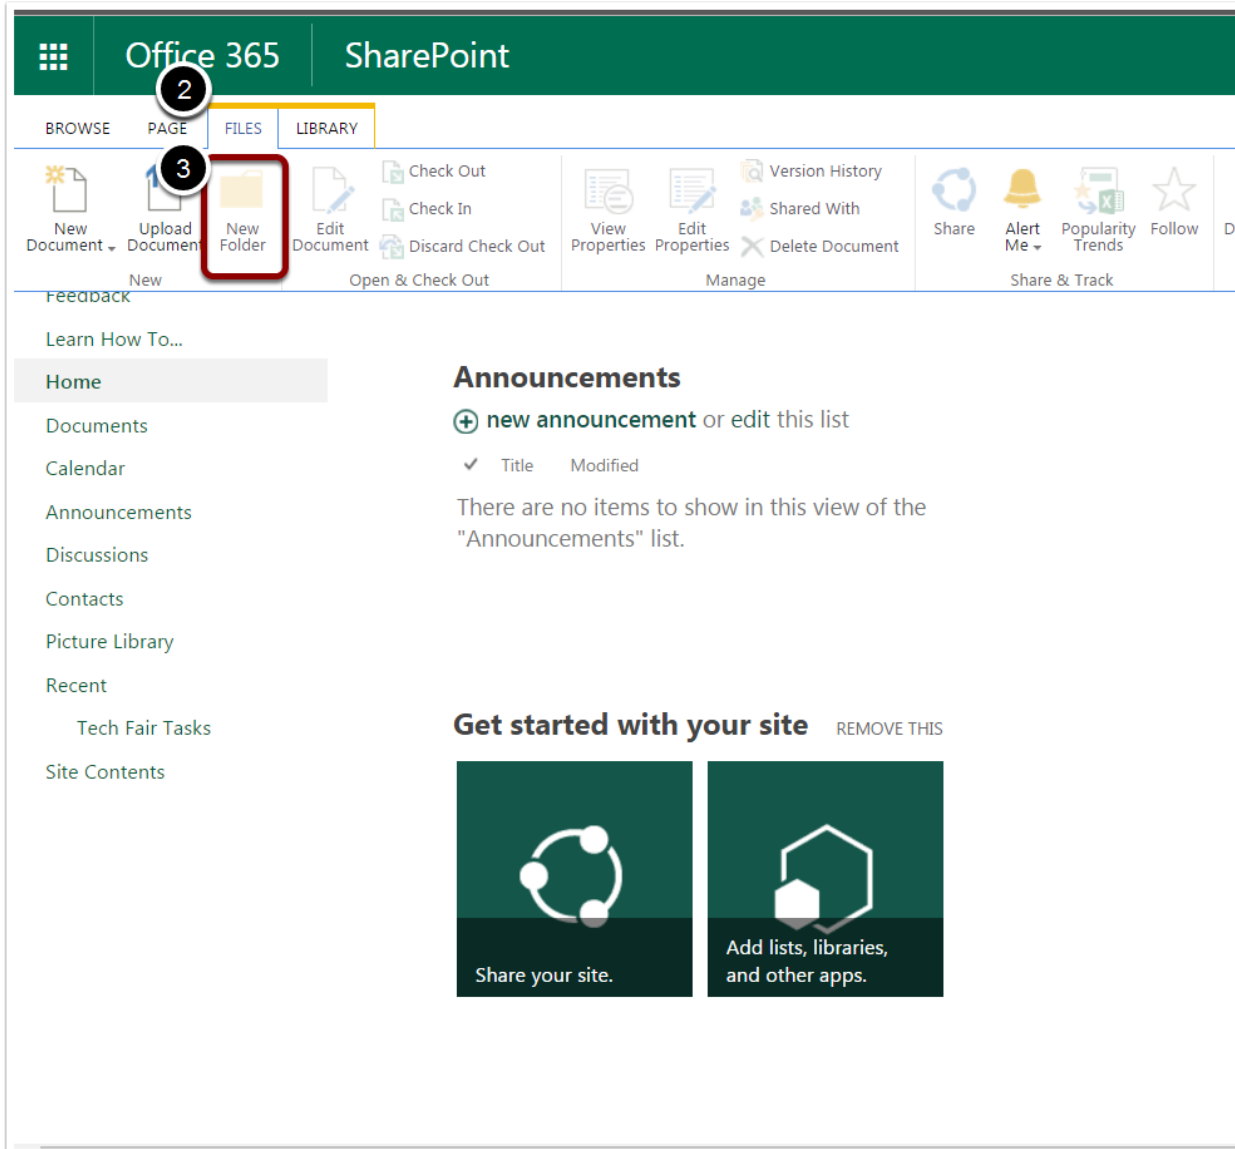 Office 365 SharePoint
2
BROWSE PAGE FILES LIBRARY
3
New Document
Upload Document
New Folder
New
Edit Document
Check Out
Check In
Discard Check Out
Open & Check Out
View Properties
Edit Properties
Version History
Shared With
Delete Document
Manage
Share
Alert Me
Popularity Trends
Follow
Share & Track
D
Feedback
Learn How To...
Home
Documents
Calendar
Announcements
Discussions
Contacts
Picture Library
Recent
Tech Fair Tasks
Site Contents
Announcements
new announcement or edit this list
Title Modified
There are no items to show in this view of the
"Announcements" list.
Get started with your site REMOVE THIS
Share your site.
Add lists, libraries,
and other apps.